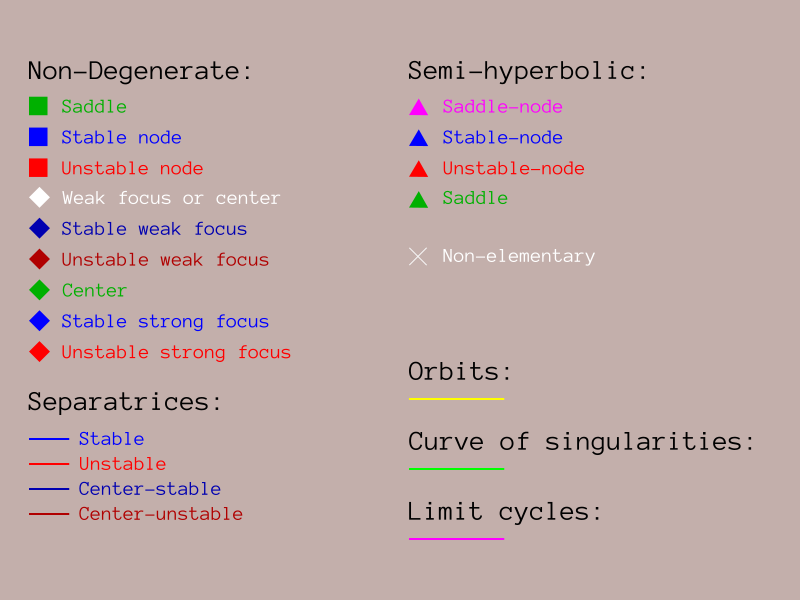 Non-Degenerate:
Saddle
Stable node
Unstable node
Weak focus or center
Stable weak focus
Unstable weak focus
Center
Stable strong focus
Unstable strong focus
Separatrices:
Stable
Unstable
Center-stable
Center-unstable
Semi-hyperbolic:
Saddle-node
Stable-node
Unstable-node
Saddle
Non-elementary
Orbits:
Curve of singularities:
Limit cycles: